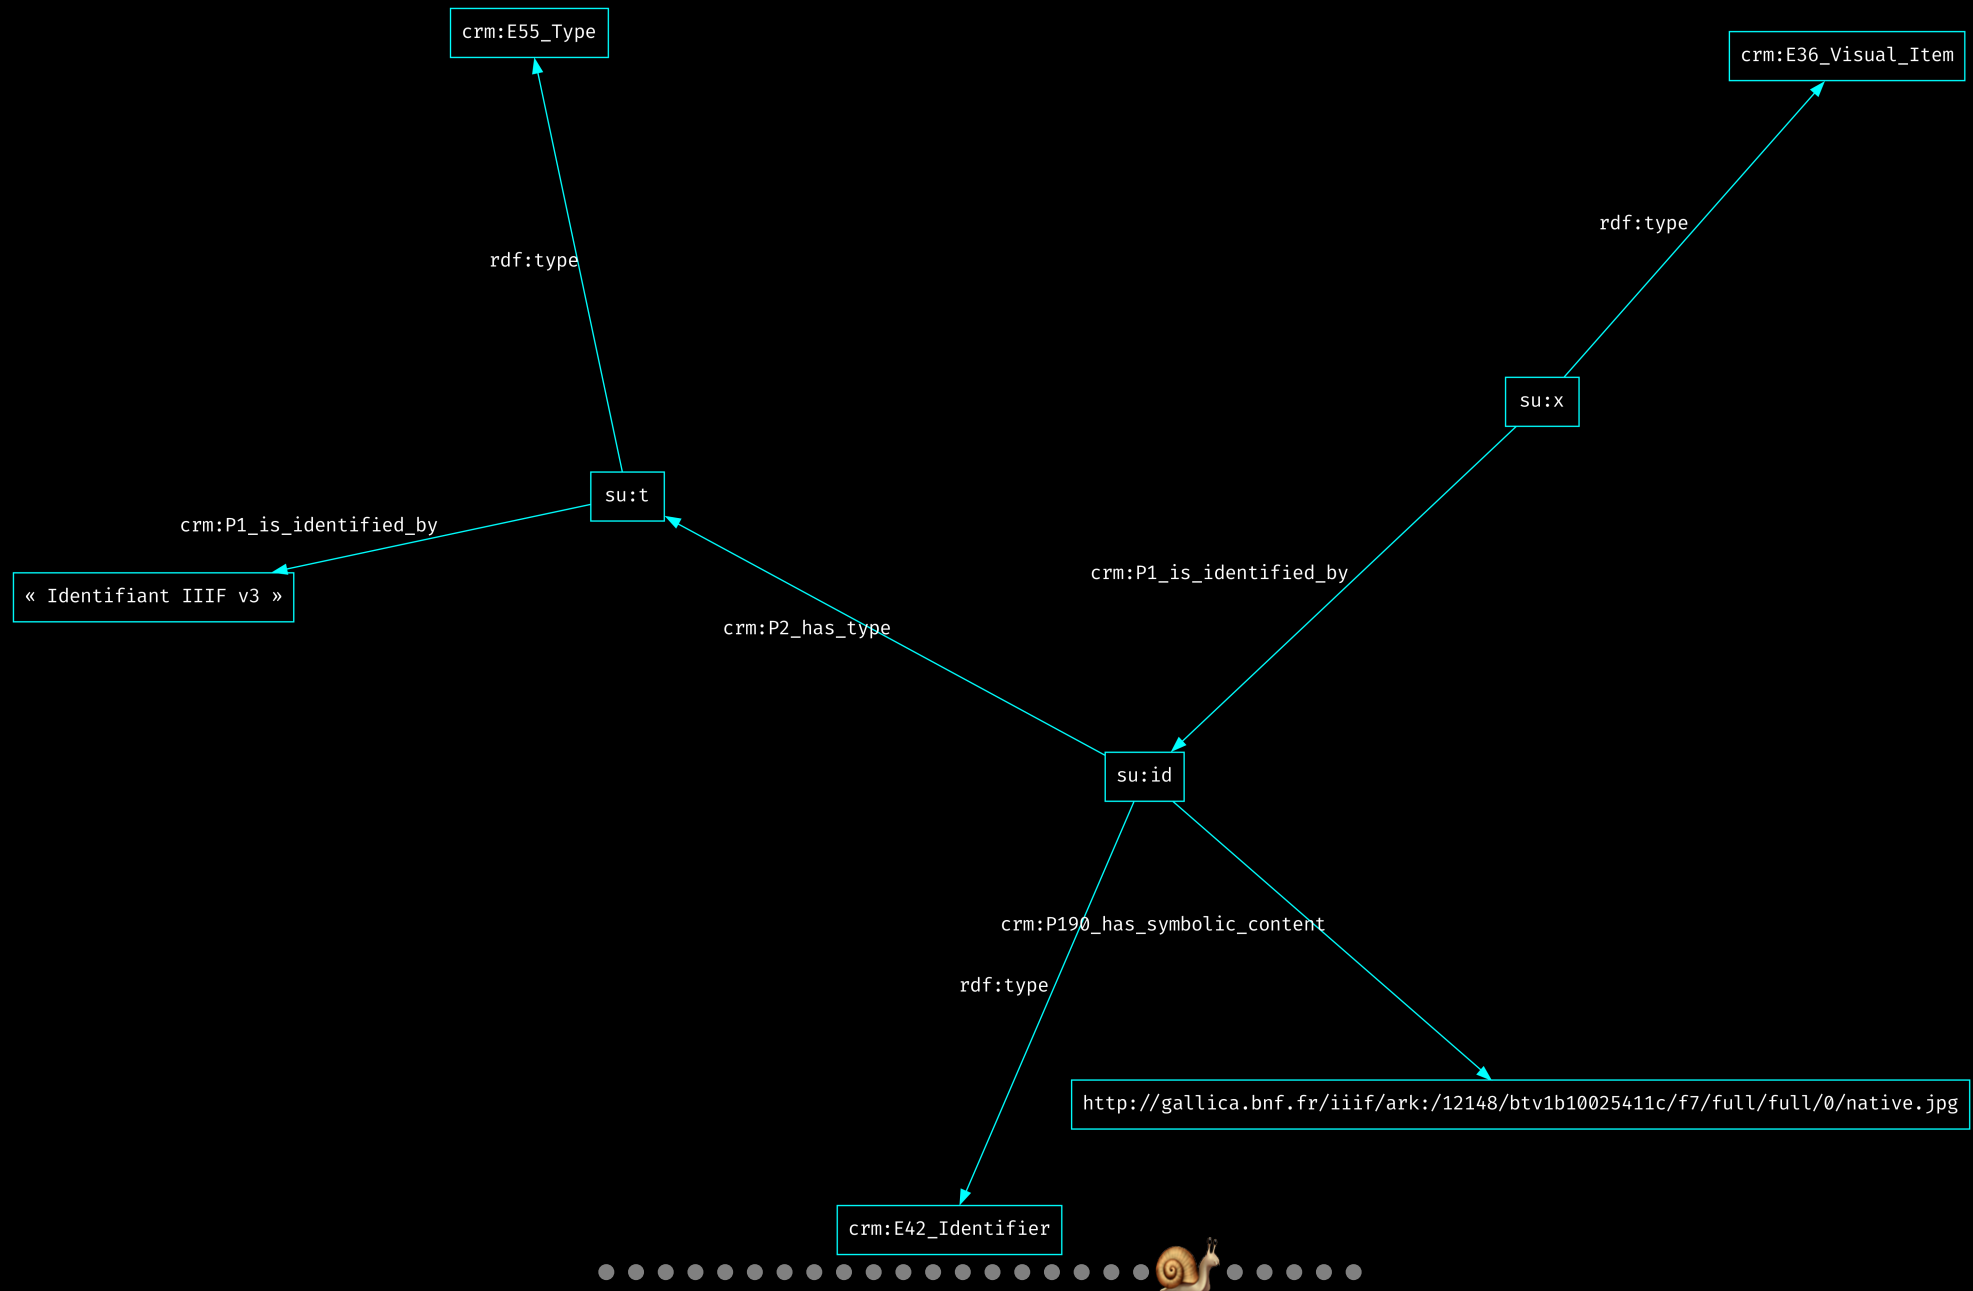 crm:E55_Type
crm:E36_Visual_Item
rdf:type
rdf:type
su:x
su:t
crm:P1_is_identified_by
crm:P1_is_identified_by
« Identifiant IIIF v3 »
crm:P2_has_type
su:id
crm:P190_has_symbolic_content
rdf:type
http://gallica.bnf.fr/iiif/ark:/12148/btv1b10025411c/f7/full/full/0/native.jpg
crm:E42_Identifier